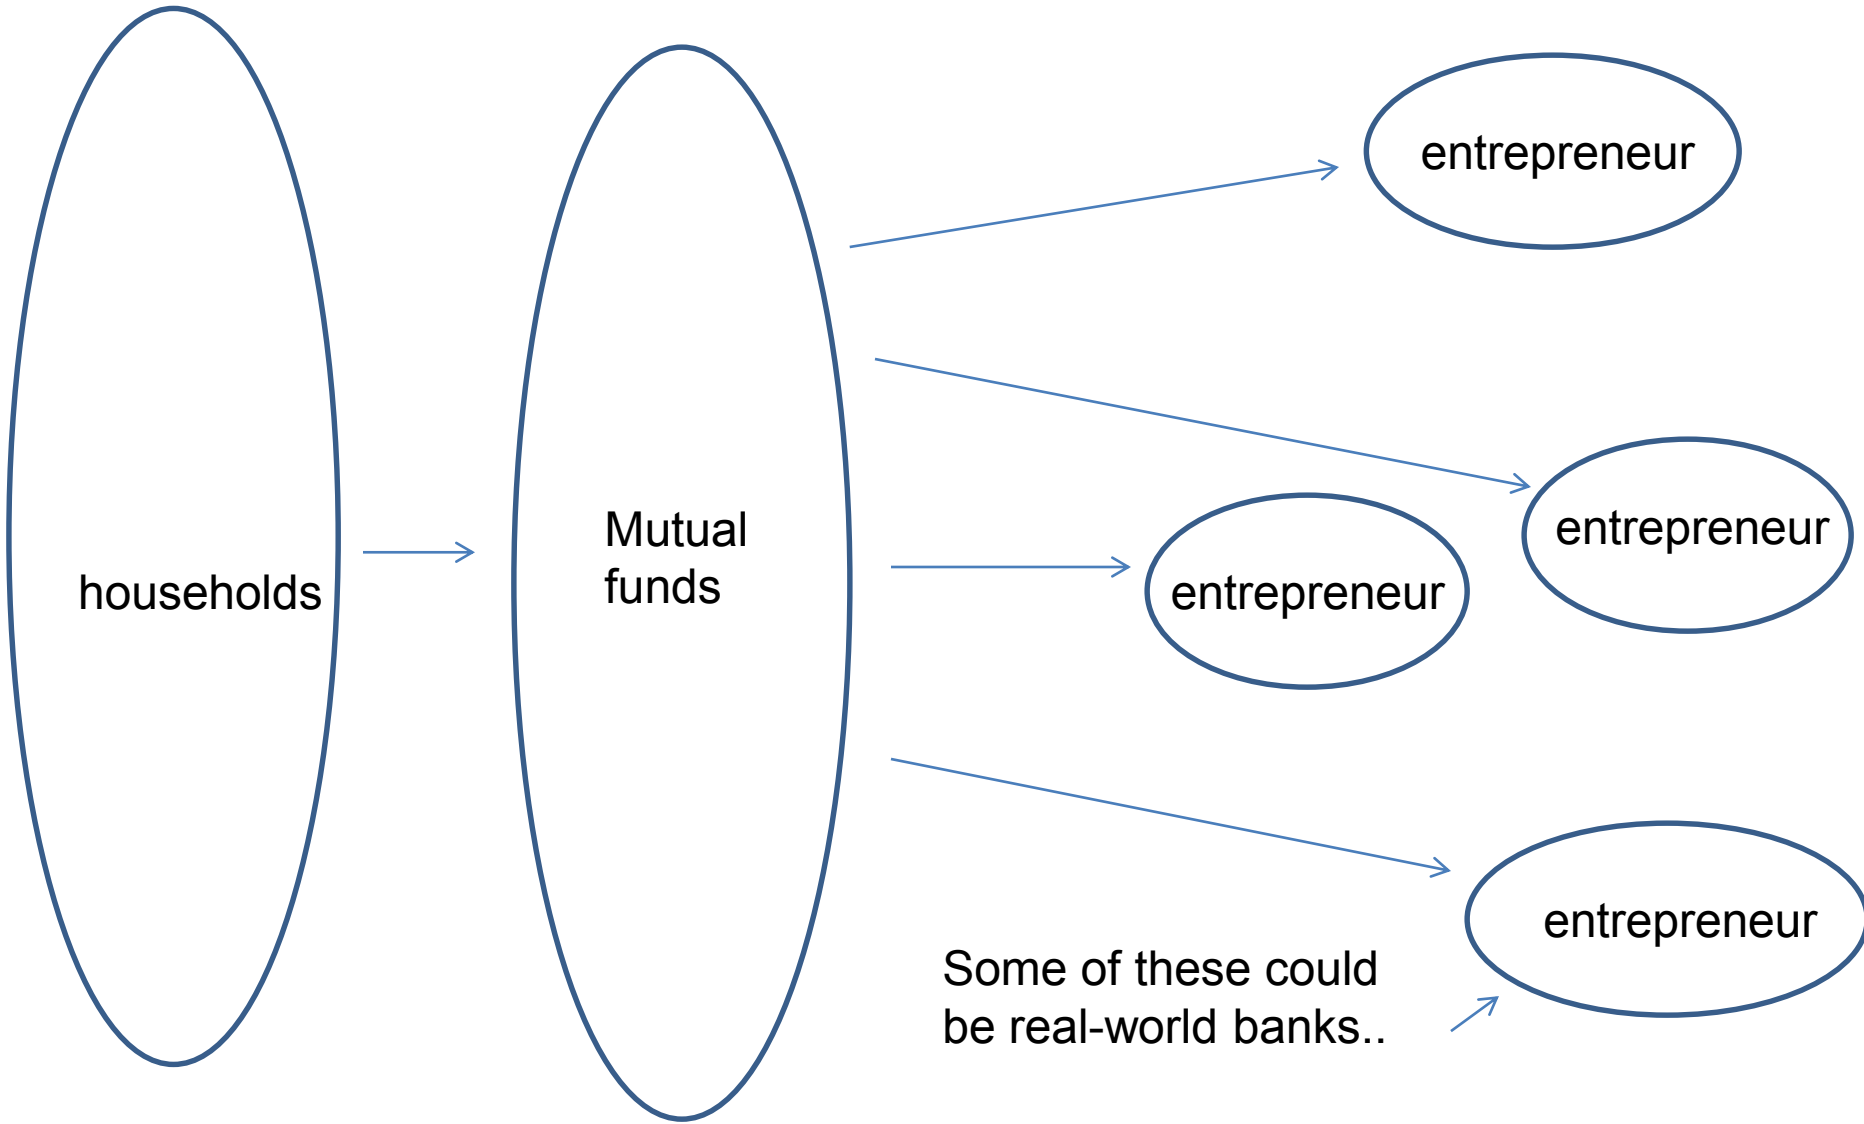 entrepreneur
Mutual
funds
households
entrepreneur
entrepreneur
entrepreneur
Some of these could
be real-world banks..